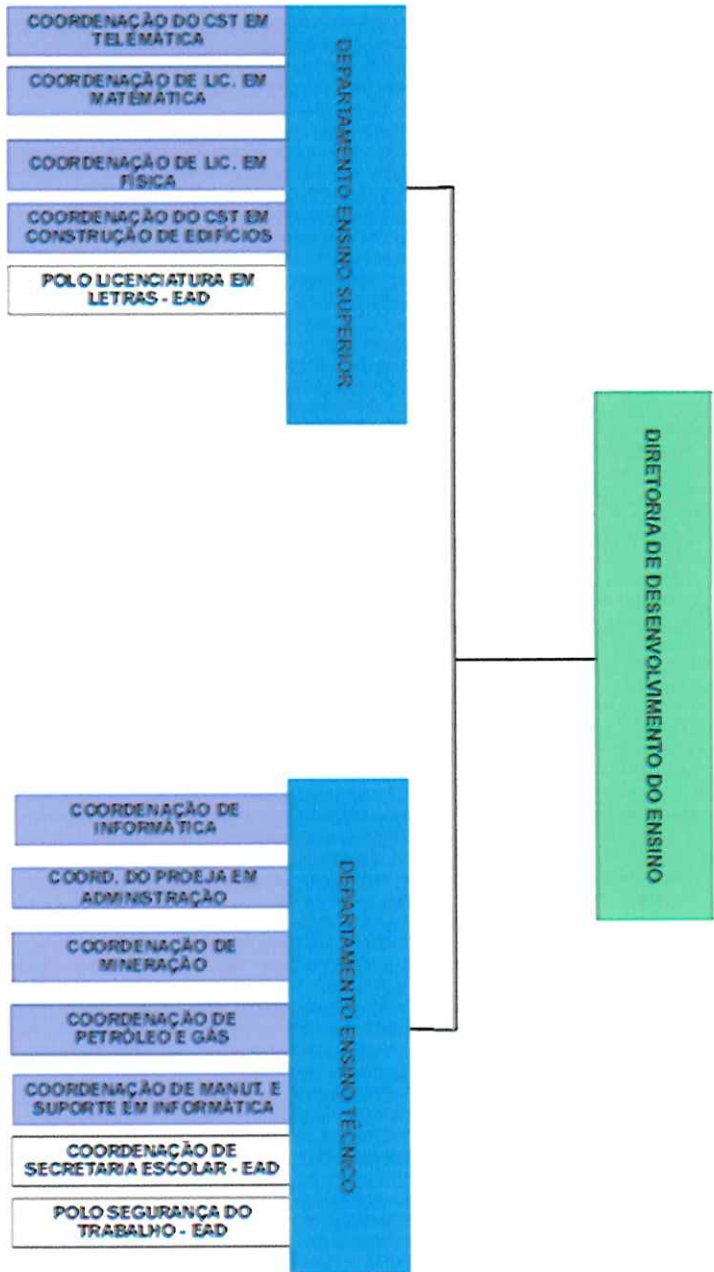 COORDENAÇÃO DO CST EM
TELEMÁTICA
COORDENAÇÃO DE LIC. EM
MATEMÁTICA
COORDENAÇÃO DE LIC. EM
FÍSICA
COORDENAÇÃO DO CST EM
CONSTRUÇÃO DE EDIFÍCIOS
POLO LICENCIATURA EM
LETRAS - EAD
DEPARTAMENTO ENSINO SUPERIOR
DIRETORIA DE DESENVOLVIMENTO DO ENSINO
COORDENAÇÃO DE
INFORMÁTICA
COORD. DO PROEJA EM
ADMINISTRAÇÃO
COORDENAÇÃO DE
MINERAÇÃO
COORDENAÇÃO DE
PETRÓLEO E GÁS
COORDENAÇÃO DE MANUT. E
SUPORTE EM INFORMÁTICA
COORDENAÇÃO DE
SECRETARIA ESCOLAR - EAD
POLO SEGURANÇA DO
TRABALHO - EAD
DEPARTAMENTO ENSINO TÉCNICO